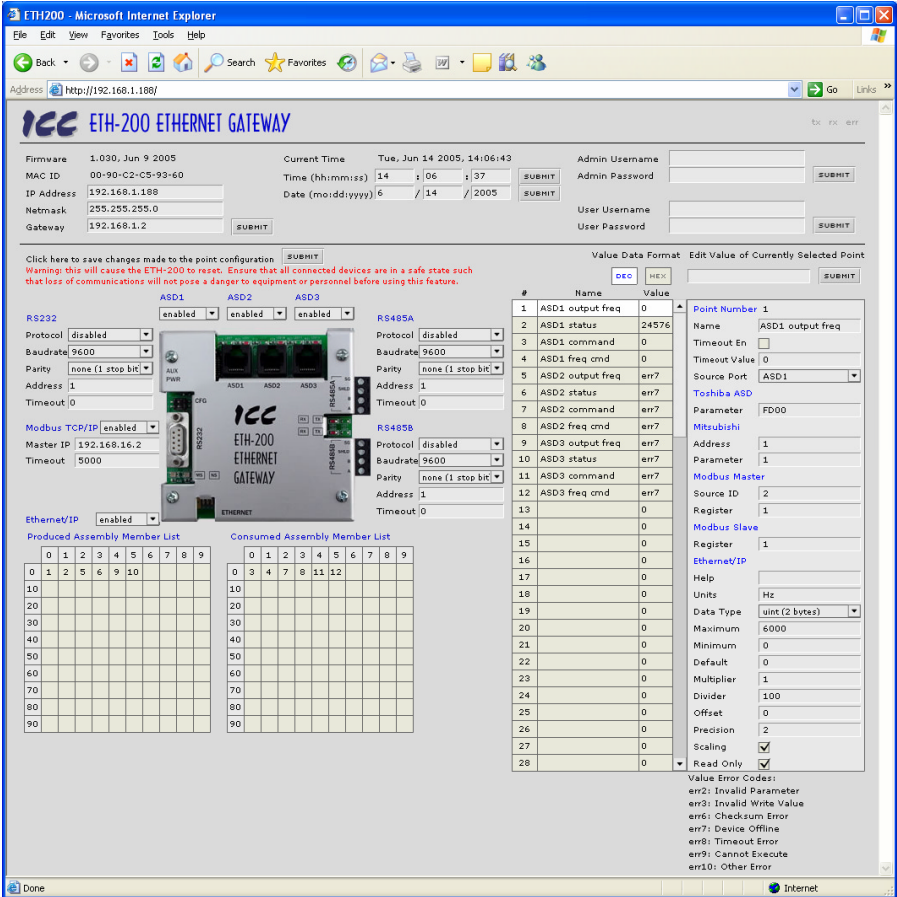 ETH200 - Microsoft Internet Explorer
File Edit View Favorites Tools Help
Back Search Favorites
Address http://192.168.1.188/ Go Links »
ICC ETH-200 ETHERNET GATEWAY tx rx err
Firmware 1.030, Jun 9 2005 Current Time Tue, Jun 14 2005, 14:06:43 Admin Username
MAC ID 00-90-C2-C5-93-60 Time (hh:mm:ss) 14 : 06 : 37 SUBMIT Admin Password SUBMIT
IP Address 192.168.1.188 Date (mo:dd:yyyy) 6 / 14 / 2005 SUBMIT
Netmask 255.255.255.0 User Username
Gateway 192.168.1.2 SUBMIT User Password SUBMIT
Click here to save changes made to the point configuration SUBMIT
Warning: this will cause the ETH-200 to reset. Ensure that all connected devices are in a safe state such
that loss of communications will not pose a danger to equipment or personnel before using this feature.
ASD1 ASD2 ASD3
enabled enabled enabled
RS232
Protocol disabled
Baudrate 9600
Parity none (1 stop bit
Address 1
Timeout 0
Modbus TCP/IP enabled
Master IP 192.168.16.2
Timeout 5000
Ethernet/IP enabled
AUX
PWR
ASD1 ASD2 ASD3
CFG
RS232
ICC
ETH-200
ETHERNET
GATEWAY
RX TX
RX TX
RS485A
RS485B
SG
SHLD
B
A
MS NS
ETHERNET
RS485A
Protocol disabled
Baudrate 9600
Parity none (1 stop bit
Address 1
Timeout 0
RS485B
Protocol disabled
Baudrate 9600
Parity none (1 stop bit
Address 1
Timeout 0
Produced Assembly Member List
0 1 2 3 4 5 6 7 8 9
0 1 2 5 6 9 10
10
20
30
40
50
60
70
80
90
Consumed Assembly Member List
0 1 2 3 4 5 6 7 8 9
0 3 4 7 8 11 12
10
20
30
40
50
60
70
80
90
Value Data Format Edit Value of Currently Selected Point
DEC HEX SUBMIT
# Name Value
1 ASD1 output freq 0
2 ASD1 status 24576
3 ASD1 command 0
4 ASD1 freq cmd 0
5 ASD2 output freq err7
6 ASD2 status err7
7 ASD2 command err7
8 ASD2 freq cmd err7
9 ASD3 output freq err7
10 ASD3 status err7
11 ASD3 command err7
12 ASD3 freq cmd err7
13 0
14 0
15 0
16 0
17 0
18 0
19 0
20 0
21 0
22 0
23 0
24 0
25 0
26 0
27 0
28 0
Point Number 1
Name ASD1 output freq
Timeout En
Timeout Value 0
Source Port ASD1
Toshiba ASD
Parameter FD00
Mitsubishi
Address 1
Parameter 1
Modbus Master
Source ID 2
Register 1
Modbus Slave
Register 1
Ethernet/IP
Help
Units Hz
Data Type uint (2 bytes)
Maximum 6000
Minimum 0
Default 0
Multiplier 1
Divider 100
Offset 0
Precision 2
Scaling
Read Only
Value Error Codes:
err2: Invalid Parameter
err3: Invalid Write Value
err6: Checksum Error
err7: Device Offline
err8: Timeout Error
err9: Cannot Execute
err10: Other Error
Done Internet